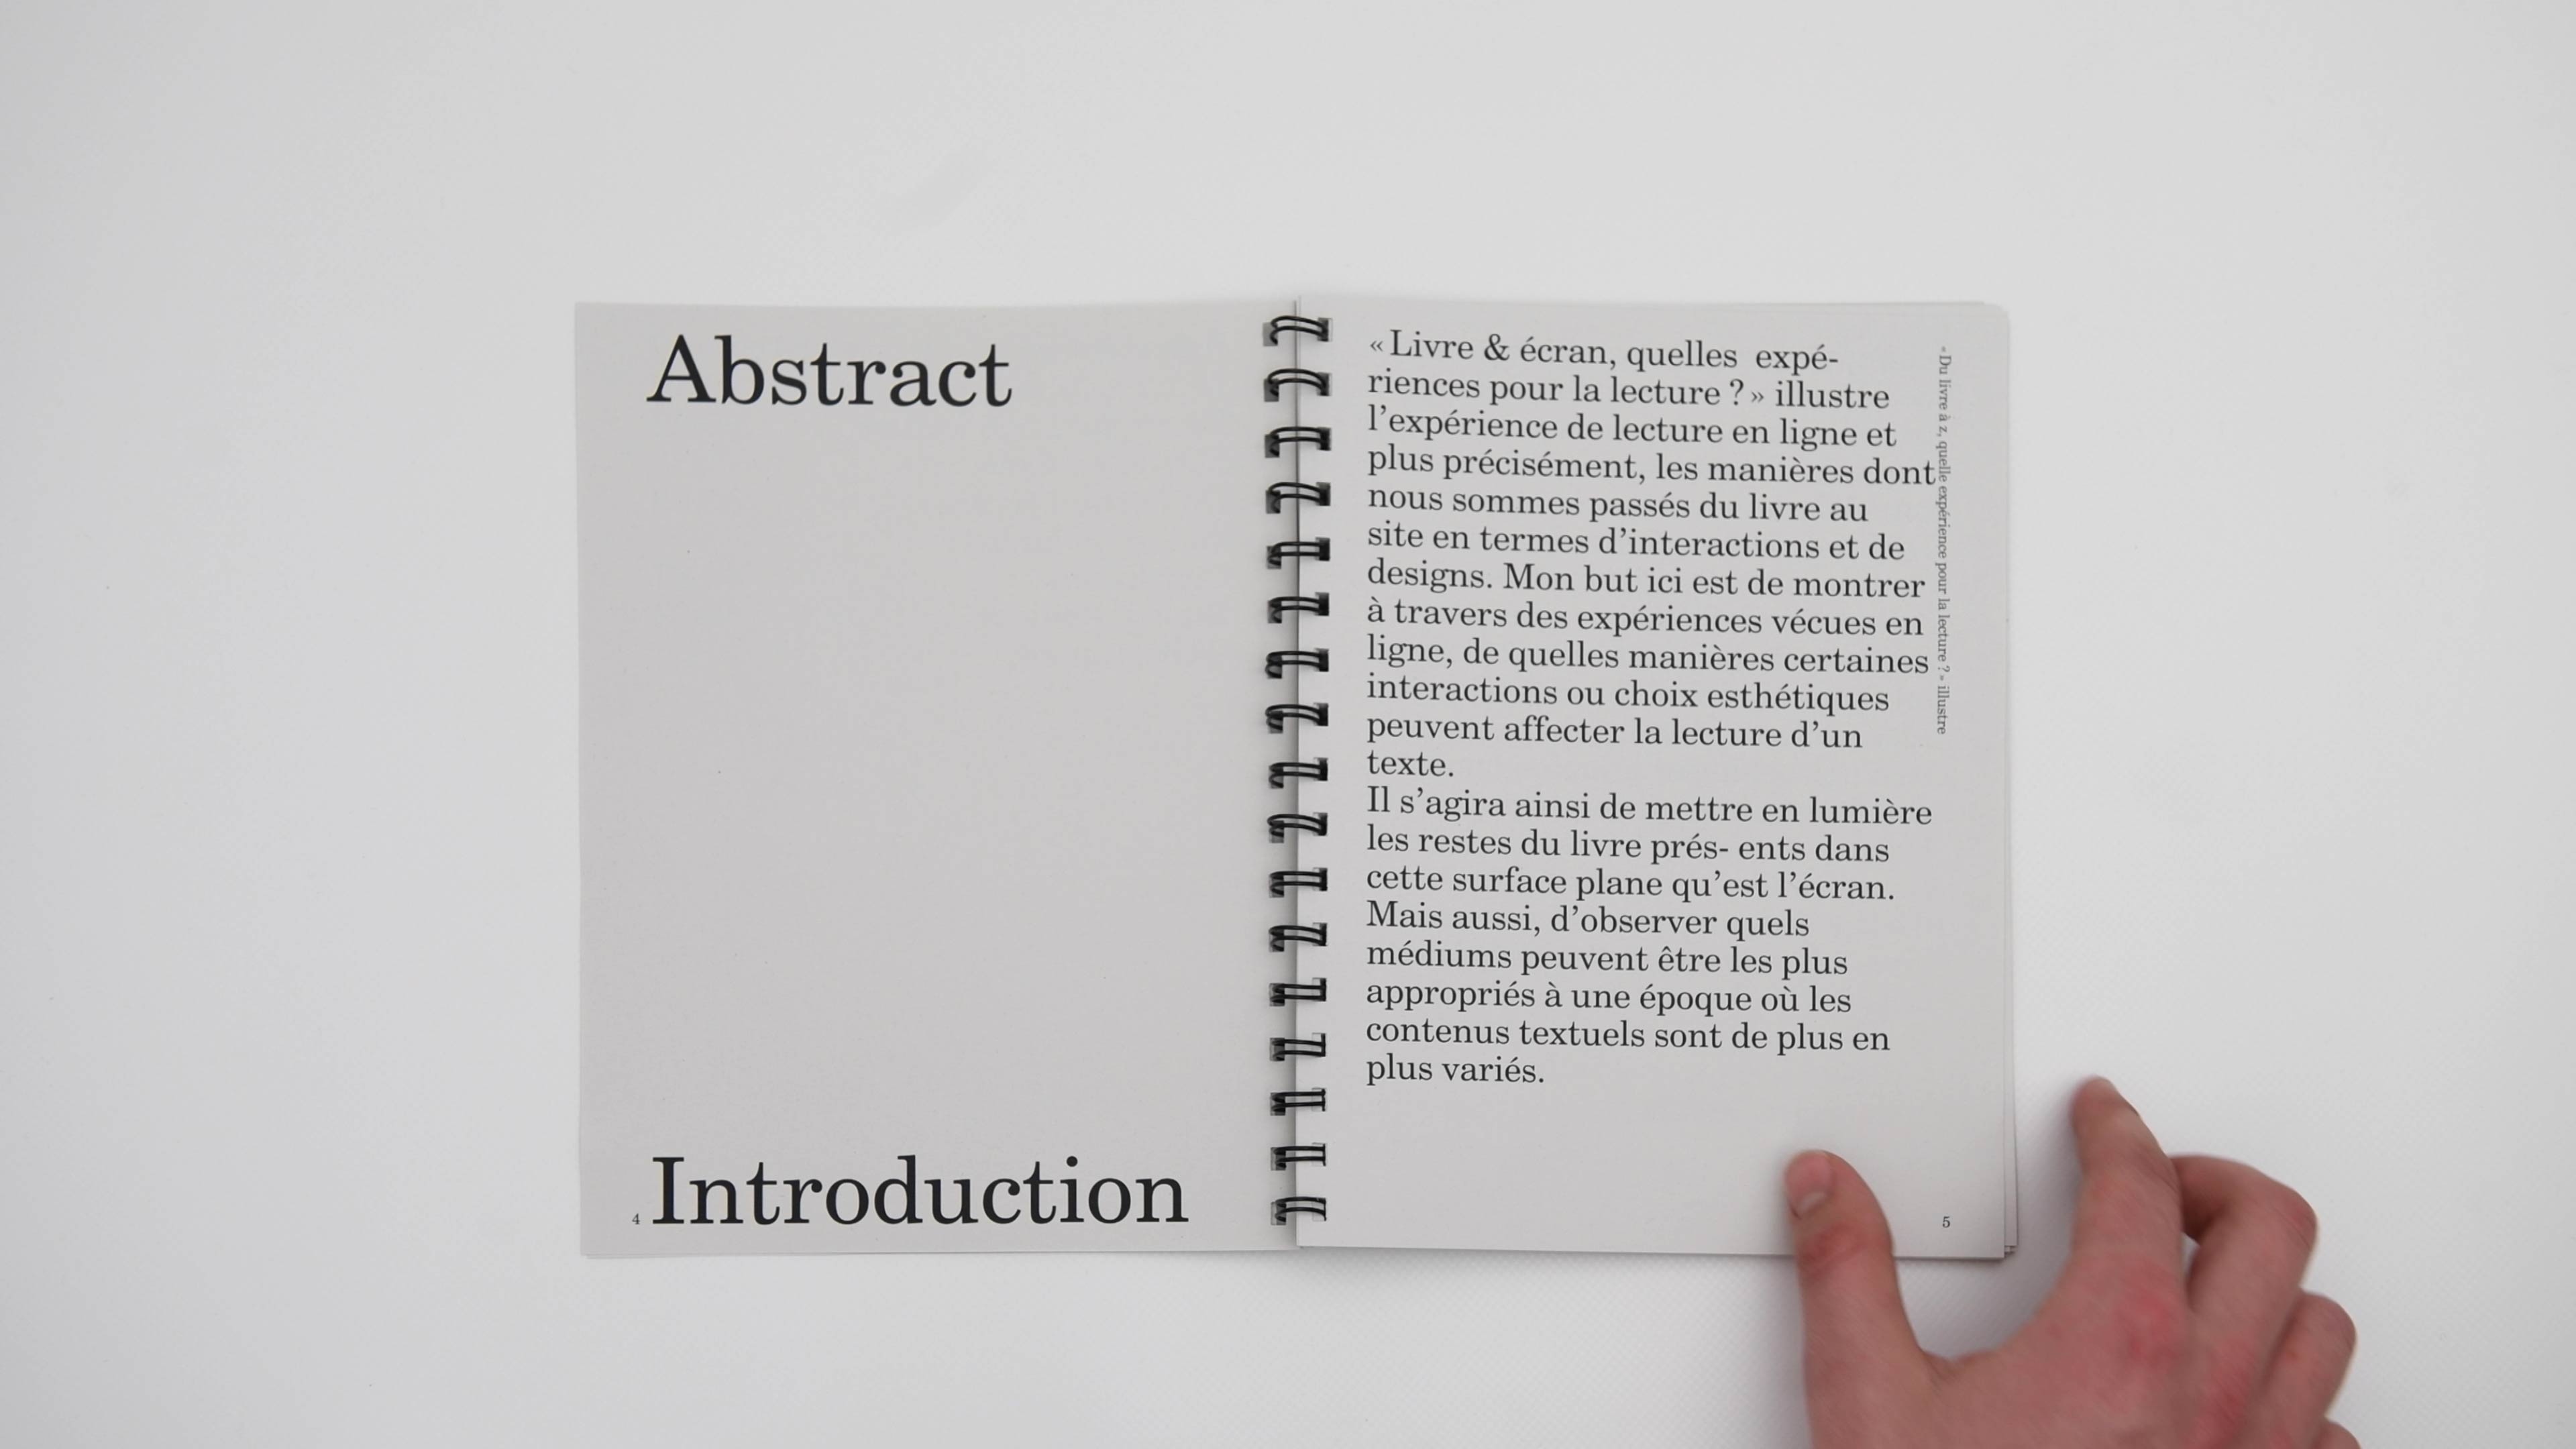 Abstract
4
Introduction
« Livre & écran, quelles expé-
riences pour la lecture ? » illustre
l’expérience de lecture en ligne et
plus précisément, les manières dont
nous sommes passés du livre au
site en termes d’interactions et de
designs. Mon but ici est de montrer
à travers des expériences vécues en
ligne, de quelles manières certaines
interactions ou choix esthétiques
peuvent affecter la lecture d’un
texte.
Il s’agira ainsi de mettre en lumière
les restes du livre prés- ents dans
cette surface plane qu’est l’écran.
Mais aussi, d’observer quels
médiums peuvent être les plus
appropriés à une époque où les
contenus textuels sont de plus en
plus variés.
« Du livre à z, quelle expérience pour la lecture ? » illustre
5